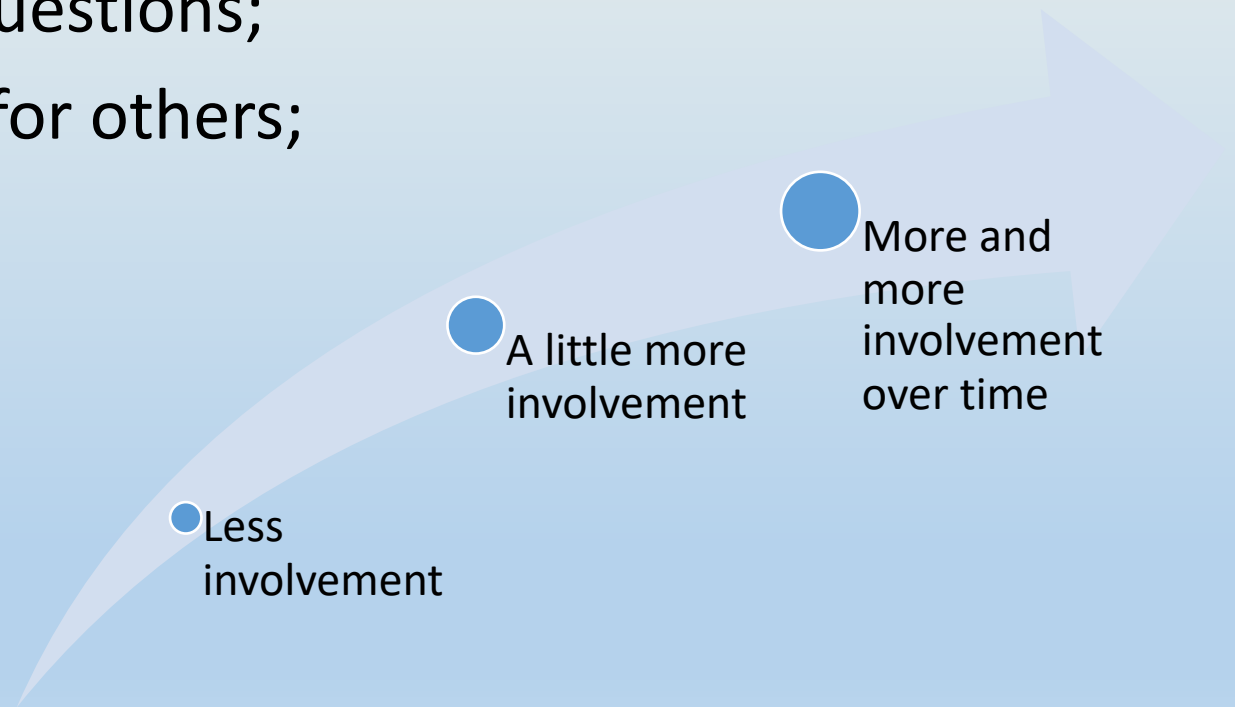 uestions;
for others;
More and
more
involvement
over time
A little more
involvement
Less
involvement